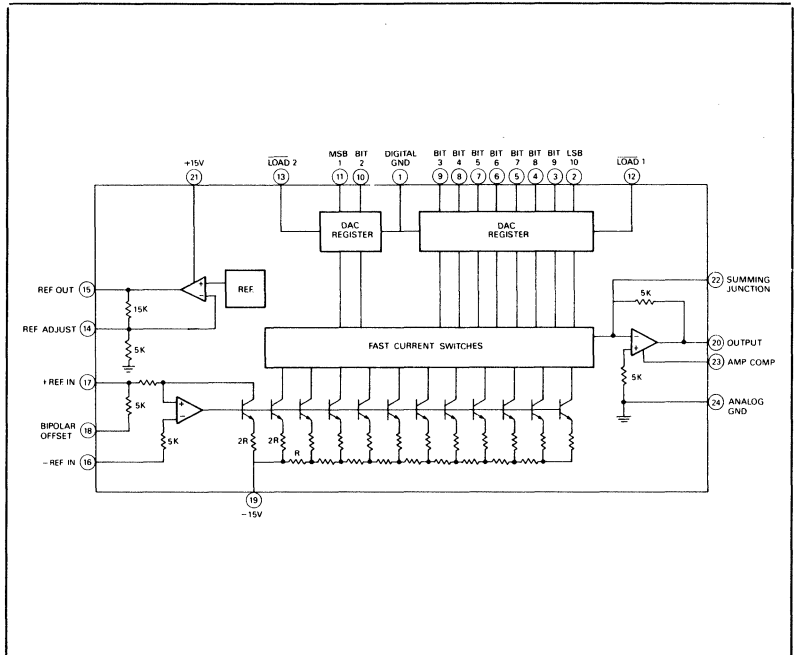 +15V
21
LOAD 2
13
MSB
1
11
BIT
2
10
DIGITAL
GND
1
BIT
3
9
BIT
4
8
BIT
5
7
BIT
6
6
BIT
7
5
BIT
8
4
BIT
9
3
LSB
10
2
LOAD 1
12
DAC
REGISTER
DAC
REGISTER
REF OUT 15
REF.
15K
REF ADJUST 14
5K
FAST CURRENT SWITCHES
22 SUMMING
JUNCTION
5K
20 OUTPUT
23 AMP COMP
5K
24 ANALOG
GND
+ REF IN 17
5K
BIPOLAR
OFFSET
18
5K
- REF IN 16
2R
2R
R
19
-15V
+
-
+
-
-
+